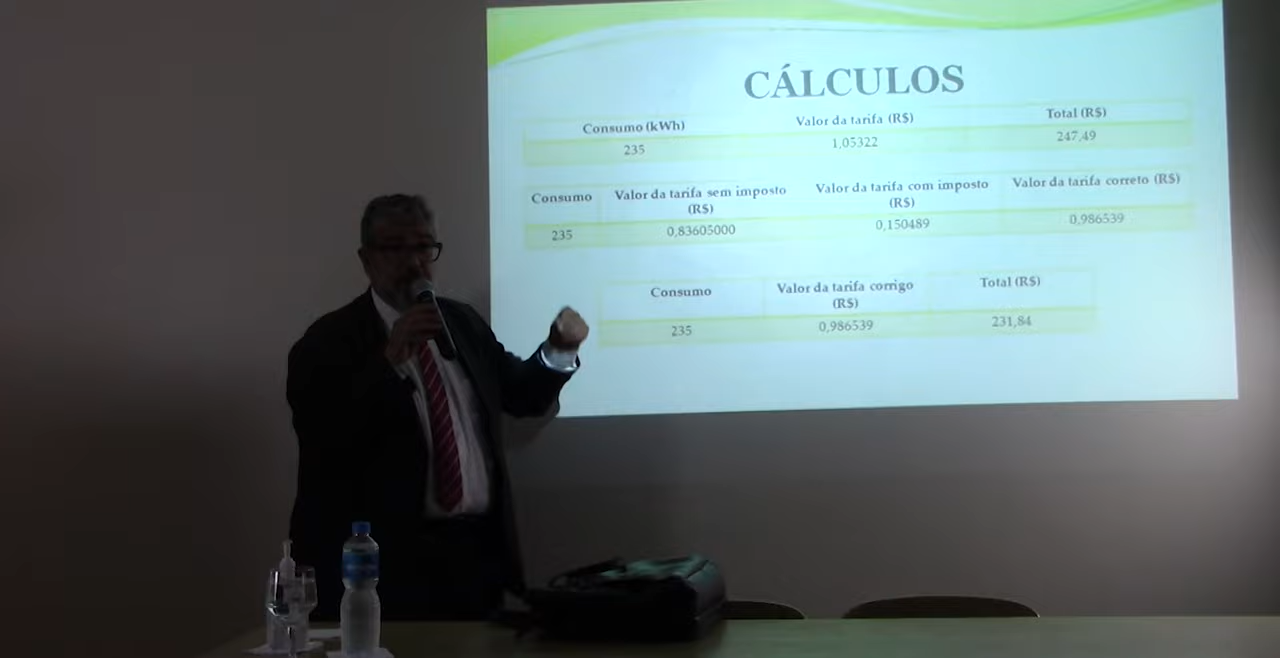 CÁLCULOS
Consumo (kWh) Valor da tarifa (R$) Total (R$)
235 1,05322 247,49
Consumo Valor da tarifa sem imposto (R$) Valor da tarifa com imposto (R$) Valor da tarifa correto (R$)
235 0,83605000 0,150489 0,986539
Consumo Valor da tarifa corrigo (R$) Total (R$)
235 0,986539 231,84